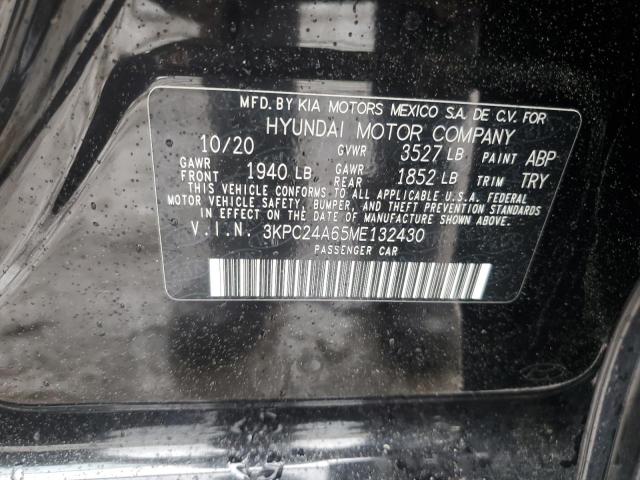 MFD. BY KIA MOTORS MEXICO S.A. DE C.V. FOR
HYUNDAI MOTOR COMPANY
10/20 GVWR 3527 LB PAINT ABP
GAWR FRONT 1940 LB GAWR REAR 1852 LB TRIM TRY
THIS VEHICLE CONFORMS TO ALL APPLICABLE U.S.A. FEDERAL
MOTOR VEHICLE SAFETY, BUMPER, AND THEFT PREVENTION STANDARDS
IN EFFECT ON THE DATE OF MANUFACTURE SHOWN ABOVE.
V.I.N. 3KPC24A65ME132430
PASSENGER CAR